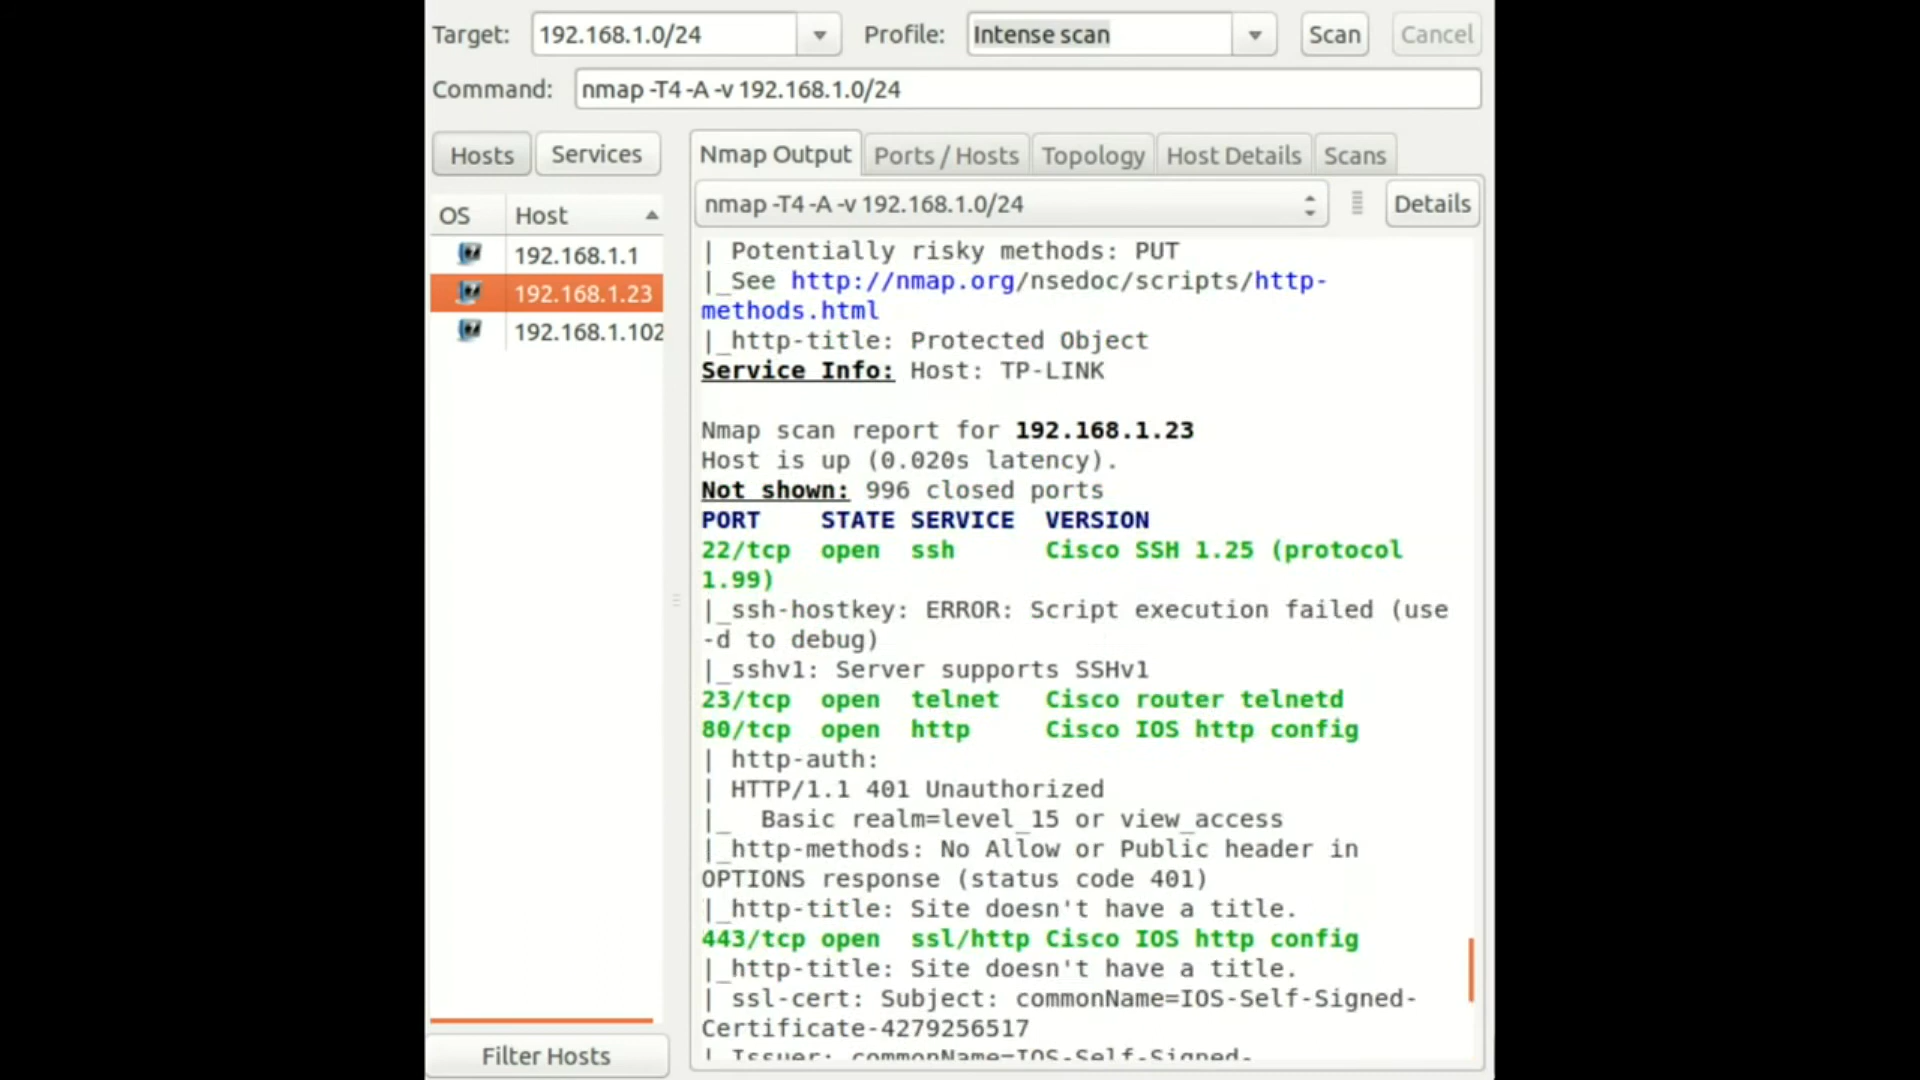 Target: 192.168.1.0/24 Profile: Intense scan Scan Cancel
Command: nmap -T4 -A -v 192.168.1.0/24
Hosts Services
Nmap Output Ports / Hosts Topology Host Details Scans
OS Host
192.168.1.1
192.168.1.23
192.168.1.102
Filter Hosts
nmap -T4 -A -v 192.168.1.0/24 Details
| Potentially risky methods: PUT
|_See http://nmap.org/nsedoc/scripts/http-
methods.html
|_http-title: Protected Object
Service Info: Host: TP-LINK
Nmap scan report for 192.168.1.23
Host is up (0.020s latency).
Not shown: 996 closed ports
PORT STATE SERVICE VERSION
22/tcp open ssh Cisco SSH 1.25 (protocol
1.99)
|_ssh-hostkey: ERROR: Script execution failed (use
-d to debug)
|_sshv1: Server supports SSHv1
23/tcp open telnet Cisco router telnetd
80/tcp open http Cisco IOS http config
| http-auth:
| HTTP/1.1 401 Unauthorized
|_ Basic realm=level_15 or view_access
|_http-methods: No Allow or Public header in
OPTIONS response (status code 401)
|_http-title: Site doesn't have a title.
443/tcp open ssl/http Cisco IOS http config
|_http-title: Site doesn't have a title.
| ssl-cert: Subject: commonName=IOS-Self-Signed-
Certificate-4279256517
| Issuer: commonName=IOS-Self-Signed-